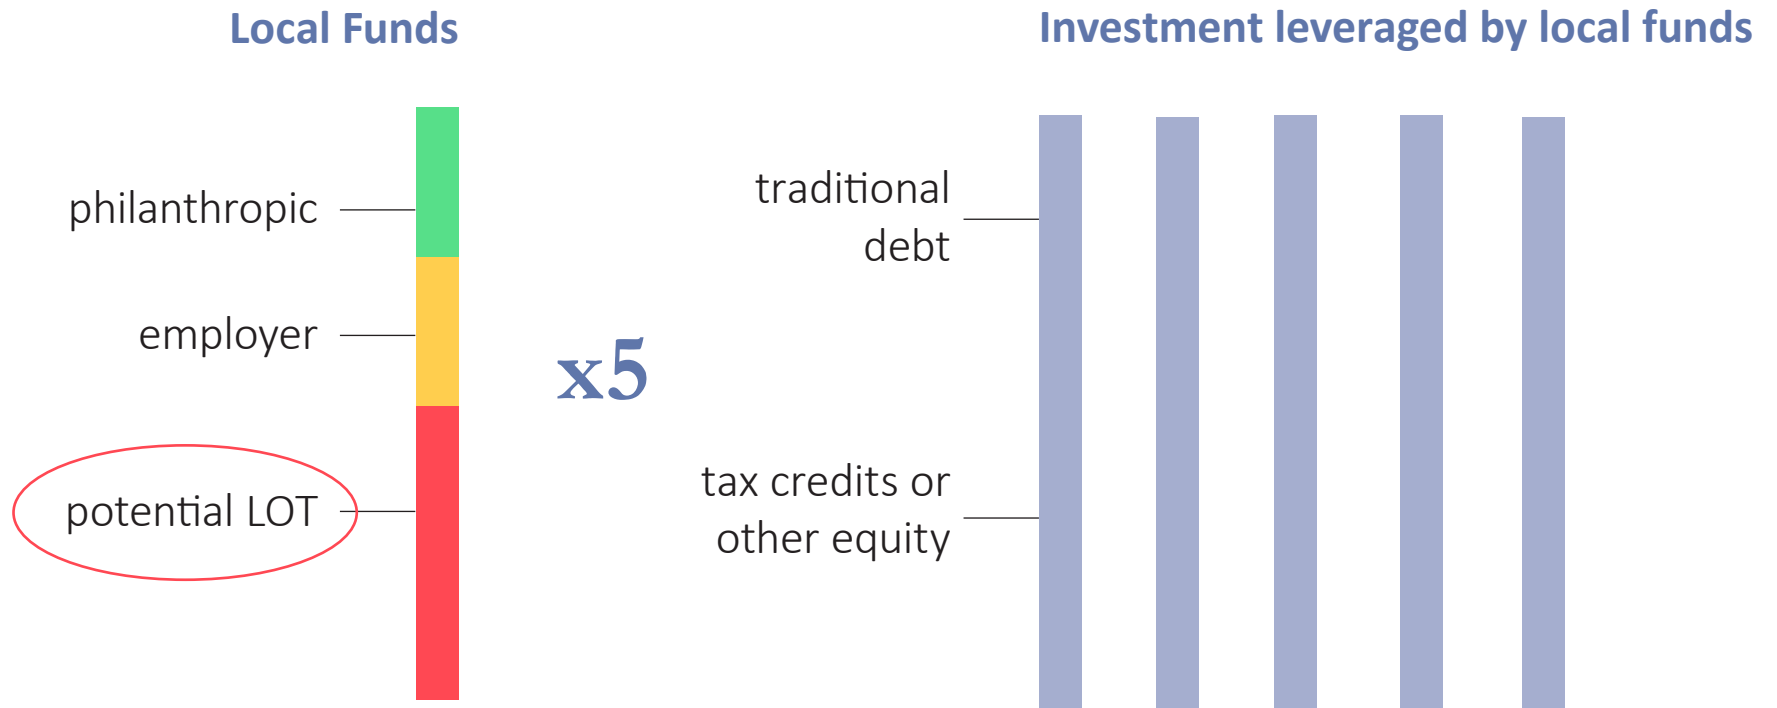 Local Funds
Investment leveraged by local funds
philanthropic
employer
potential LOT
x5
traditional
debt
tax credits or
other equity